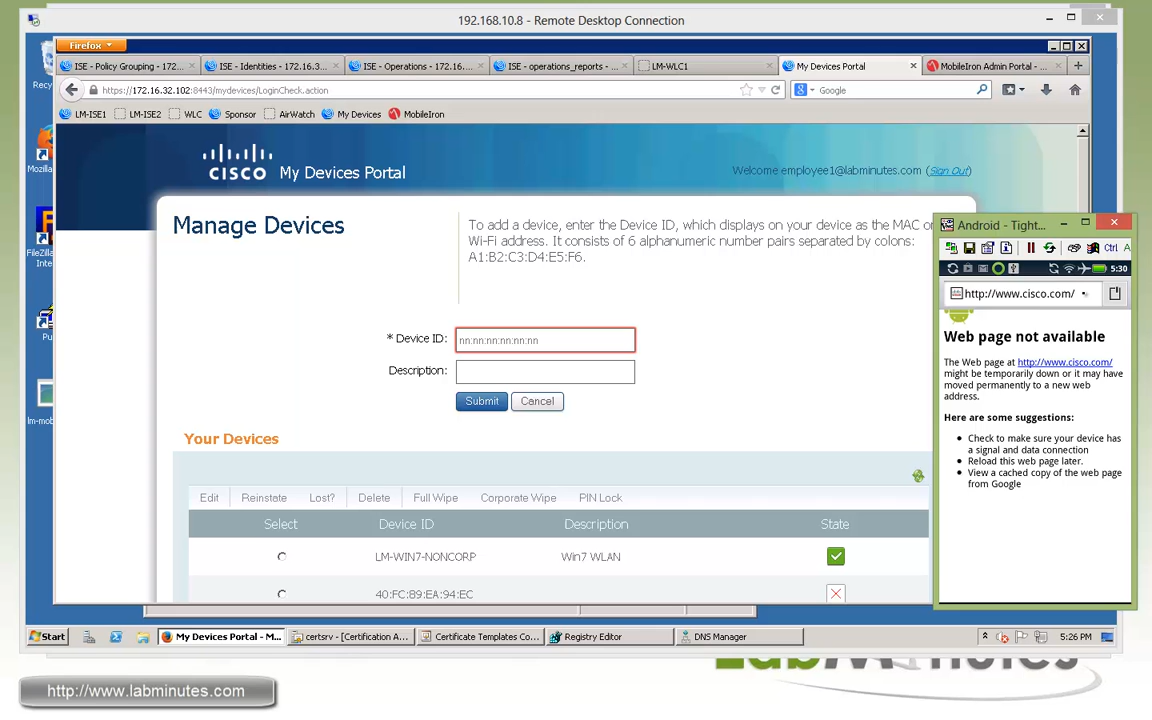 192.168.10.8 - Remote Desktop Connection
Firefox
ISE - Policy Grouping - 172...
ISE - Identities - 172.16.3...
ISE - Operations - 172.16....
ISE - operations_reports - ...
LM-WLC1
My Devices Portal
MobileIron Admin Portal - ...
https://172.16.32.102:8443/mydevices/LoginCheck.action
Google
LM-ISE1
LM-ISE2
WLC
Sponsor
AirWatch
My Devices
MobileIron
Recy
Mozilla
FileZilla
Inte
Pu
lm-mob
CISCO My Devices Portal
Welcome employee1@labminutes.com (Sign Out)
Manage Devices
To add a device, enter the Device ID, which displays on your device as the MAC or
Wi-Fi address. It consists of 6 alphanumeric number pairs separated by colons:
A1:B2:C3:D4:E5:F6.
* Device ID:
nn:nn:nn:nn:nn:nn
Description:
Submit
Cancel
Your Devices
Edit
Reinstate
Lost?
Delete
Full Wipe
Corporate Wipe
PIN Lock
Select
Device ID
Description
State
LM-WIN7-NONCORP
Win7 WLAN
40:FC:B9:EA:94:EC
Android - Tight...
Ctrl
A
5:30
http://www.cisco.com/
Web page not available
The Web page at http://www.cisco.com/
might be temporarily down or it may have
moved permanently to a new web
address.
Here are some suggestions:
• Check to make sure your device has
a signal and data connection
• Reload this web page later.
• View a cached copy of the web page
from Google
Start
My Devices Portal - M...
certsrv - [Certification A...
Certificate Templates Co...
Registry Editor
DNS Manager
5:26 PM
http://www.labminutes.com